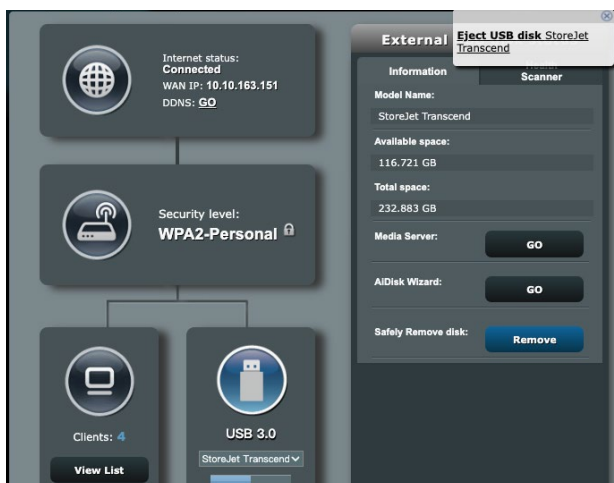 Internet status:
Connected
WAN IP: 10.10.163.151
DDNS: GO
Security level:
WPA2-Personal
Clients: 4
View List
USB 3.0
StoreJet Transcend
External
Eject USB disk StoreJet
Transcend
Information
Scanner
Model Name:
StoreJet Transcend
Available space:
116.721 GB
Total space:
232.883 GB
Media Server:
GO
AiDisk Wizard:
GO
Safely Remove disk:
Remove